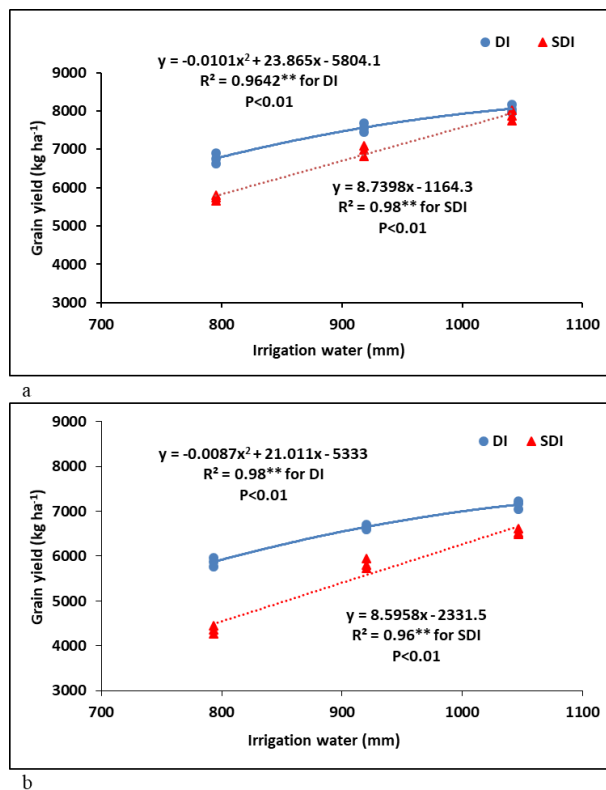 DI SDI
y = -0.0101x² + 23.865x - 5804.1
R² = 0.9642** for DI
P<0.01
9000
8000
7000
6000
5000
4000
3000
Grain yield (kg ha⁻¹)
y = 8.7398x - 1164.3
R² = 0.98** for SDI
P<0.01
700 800 900 1000 1100
Irrigation water (mm)
a
DI SDI
y = -0.0087x² + 21.011x - 5333
R² = 0.98** for DI
P<0.01
9000
8000
7000
6000
5000
4000
3000
Grain yield (kg ha⁻¹)
y = 8.5958x - 2331.5
R² = 0.96** for SDI
P<0.01
700 800 900 1000 1100
Irrigation water (mm)
b